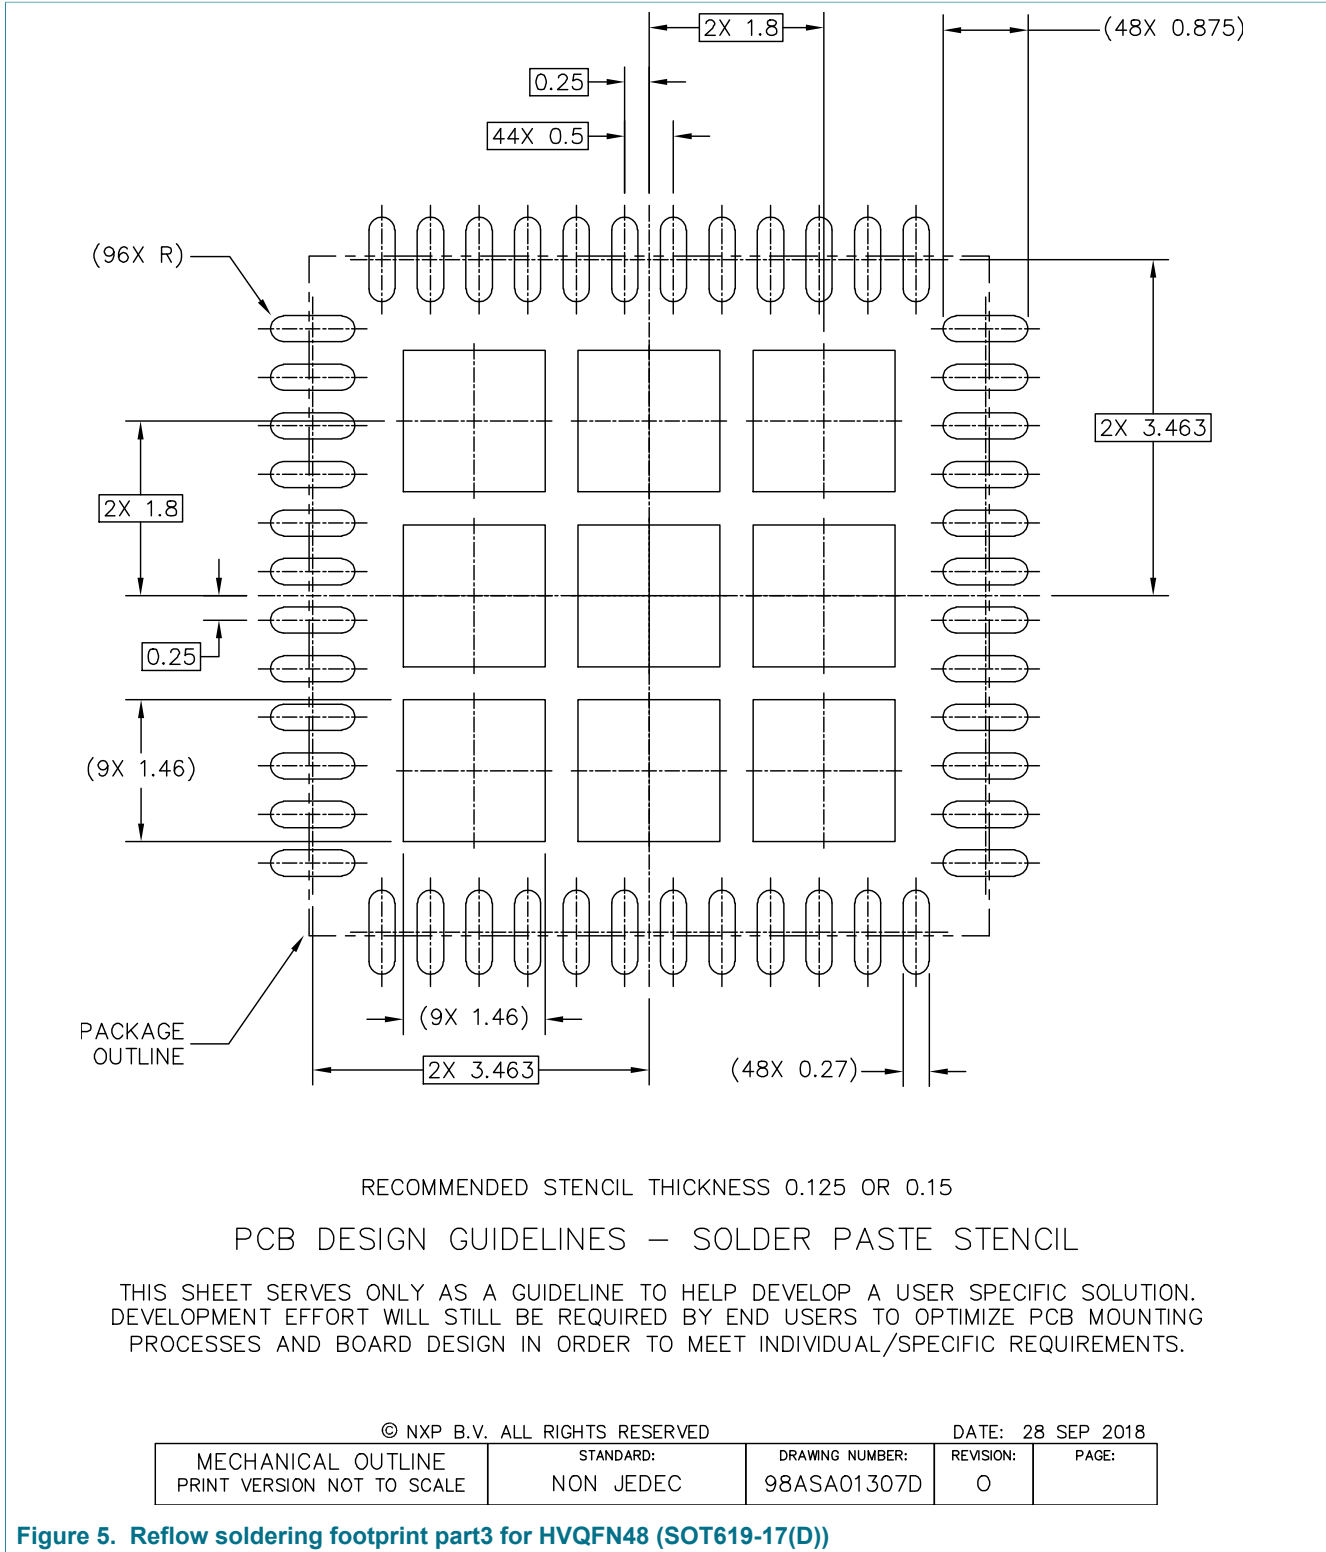 2X 1.8
(48X 0.875)
0.25
44X 0.5
(96X R)
2X 3.463
2X 1.8
0.25
(9X 1.46)
(9X 1.46)
PACKAGE
OUTLINE
2X 3.463
(48X 0.27)
RECOMMENDED STENCIL THICKNESS 0.125 OR 0.15
PCB DESIGN GUIDELINES – SOLDER PASTE STENCIL
THIS SHEET SERVES ONLY AS A GUIDELINE TO HELP DEVELOP A USER SPECIFIC SOLUTION.
DEVELOPMENT EFFORT WILL STILL BE REQUIRED BY END USERS TO OPTIMIZE PCB MOUNTING
PROCESSES AND BOARD DESIGN IN ORDER TO MEET INDIVIDUAL/SPECIFIC REQUIREMENTS.
© NXP B.V. ALL RIGHTS RESERVED
DATE: 28 SEP 2018
MECHANICAL OUTLINE
PRINT VERSION NOT TO SCALE
STANDARD:
NON JEDEC
DRAWING NUMBER:
98ASA01307D
REVISION:
O
PAGE:
Figure 5. Reflow soldering footprint part3 for HVQFN48 (SOT619-17(D))